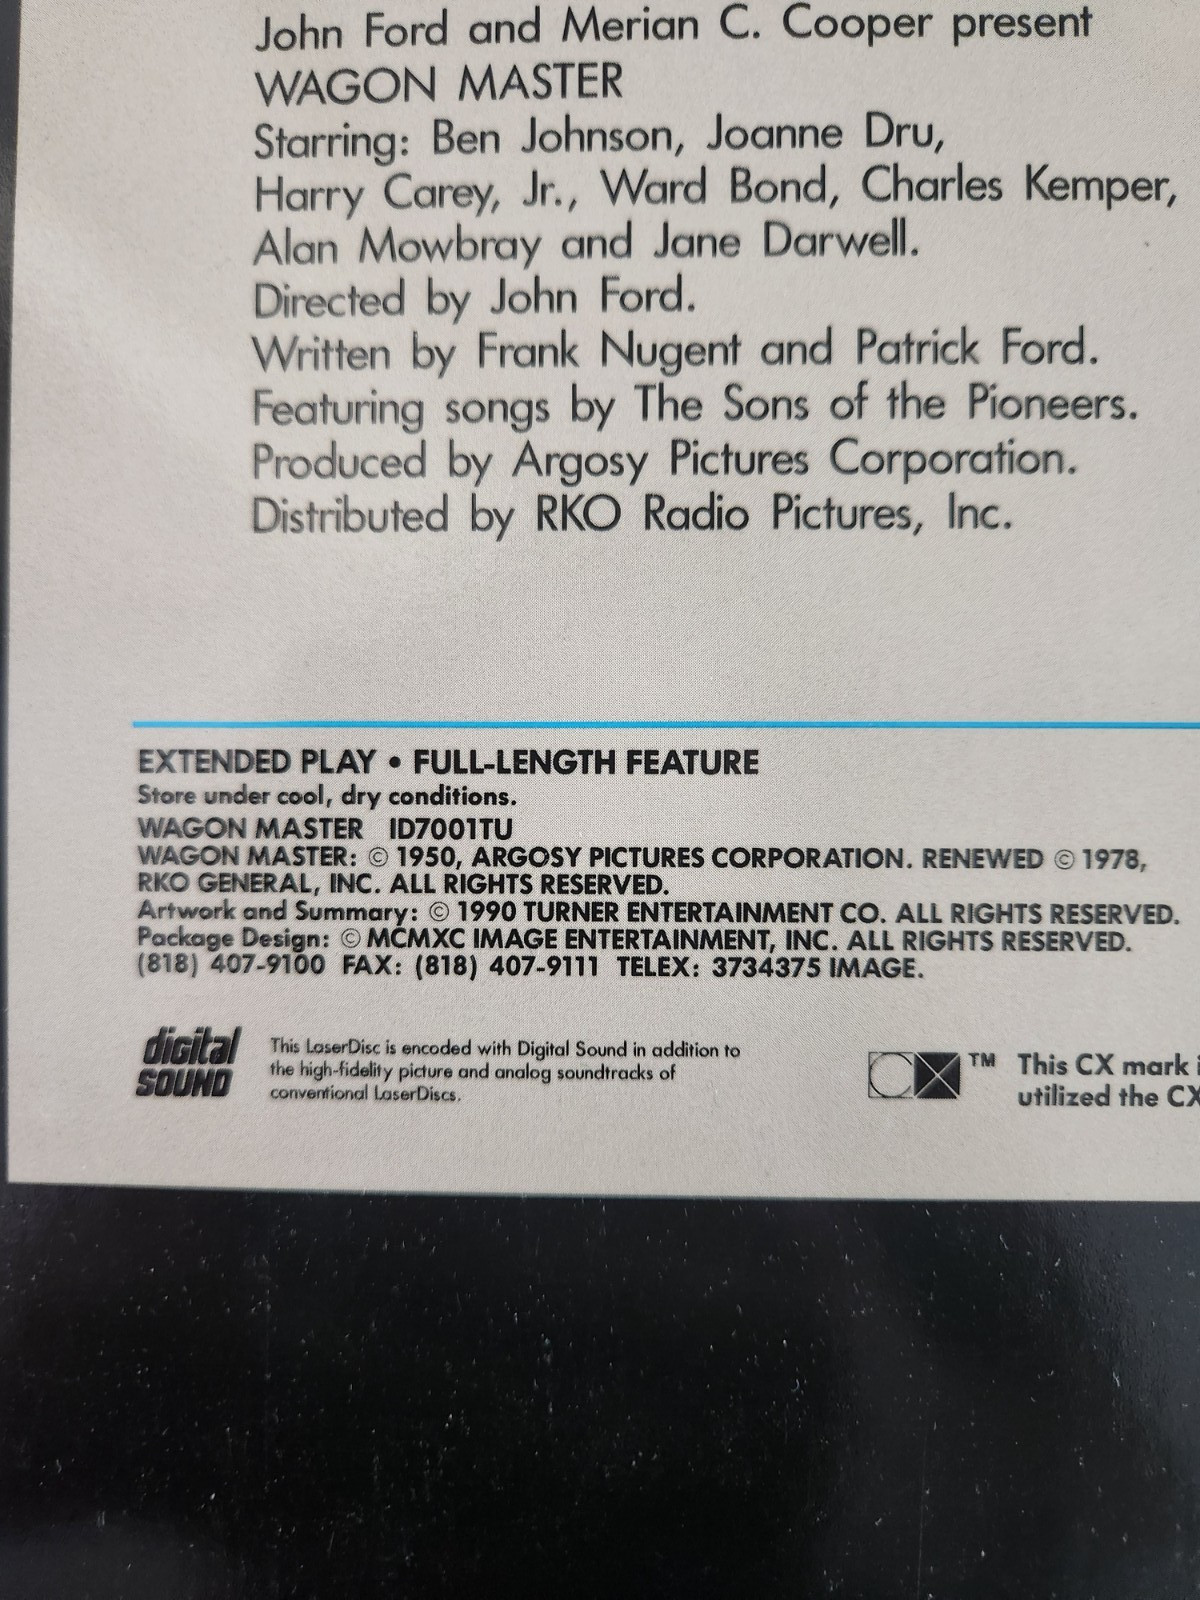 John Ford and Merian C. Cooper present
WAGON MASTER
Starring: Ben Johnson, Joanne Dru,
Harry Carey, Jr., Ward Bond, Charles Kemper,
Alan Mowbray and Jane Darwell.
Directed by John Ford.
Written by Frank Nugent and Patrick Ford.
Featuring songs by The Sons of the Pioneers.
Produced by Argosy Pictures Corporation.
Distributed by RKO Radio Pictures, Inc.
EXTENDED PLAY • FULL-LENGTH FEATURE
Store under cool, dry conditions.
WAGON MASTER ID7001TU
WAGON MASTER: © 1950, ARGOSY PICTURES CORPORATION. RENEWED © 1978,
RKO GENERAL, INC. ALL RIGHTS RESERVED.
Artwork and Summary: © 1990 TURNER ENTERTAINMENT CO. ALL RIGHTS RESERVED.
Package Design: © MCMXC IMAGE ENTERTAINMENT, INC. ALL RIGHTS RESERVED.
(818) 407-9100 FAX: (818) 407-9111 TELEX: 3734375 IMAGE.
digital
SOUND
This LaserDisc is encoded with Digital Sound in addition to
the high-fidelity picture and analog soundtracks of
conventional LaserDiscs.
CX ™
This CX mark
utilized the CX